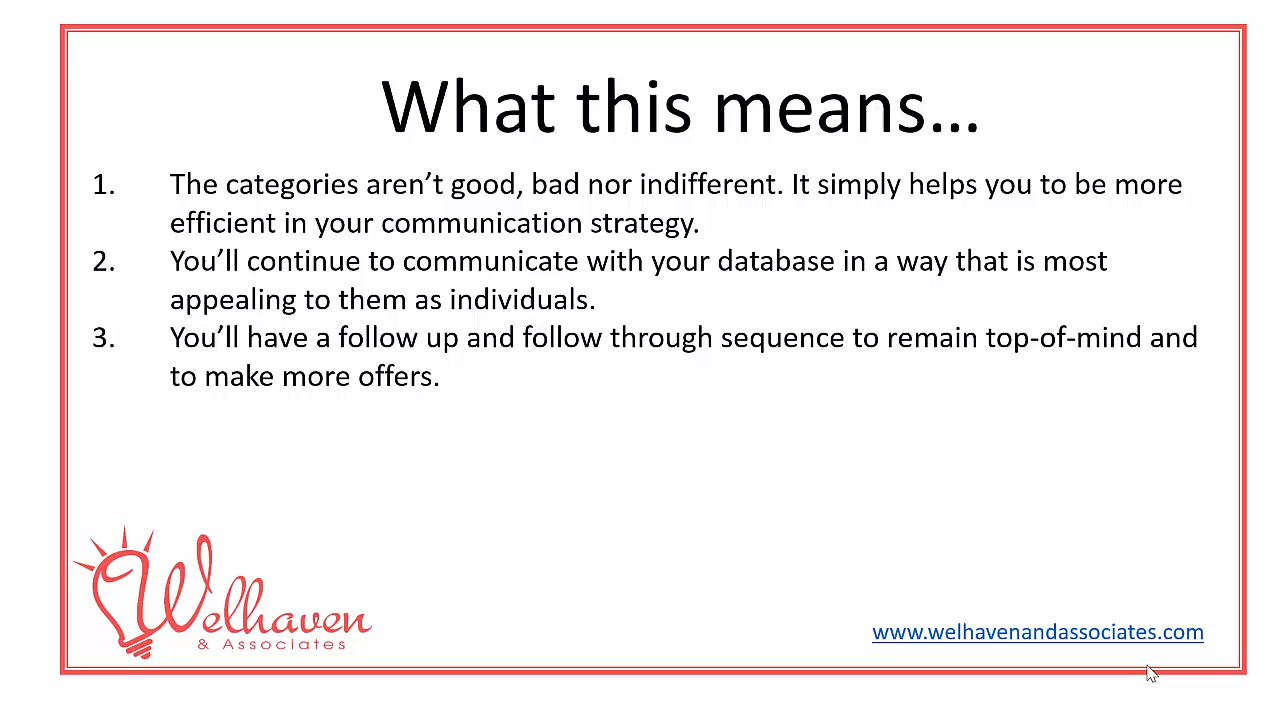 What this means...
1. The categories aren’t good, bad nor indifferent. It simply helps you to be more
efficient in your communication strategy.
2. You’ll continue to communicate with your database in a way that is most
appealing to them as individuals.
3. You’ll have a follow up and follow through sequence to remain top-of-mind and
to make more offers.
Welhaven
& Associates
www.welhavenandassociates.com